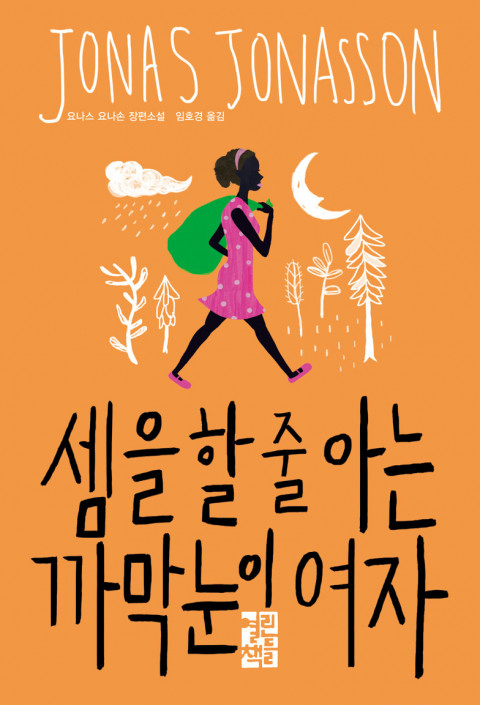 JONAS JONASSON
요나스 요나손 장편소설 임호경 옮김
셈을 할 줄 아는
까막눈이 여자
열린
책들